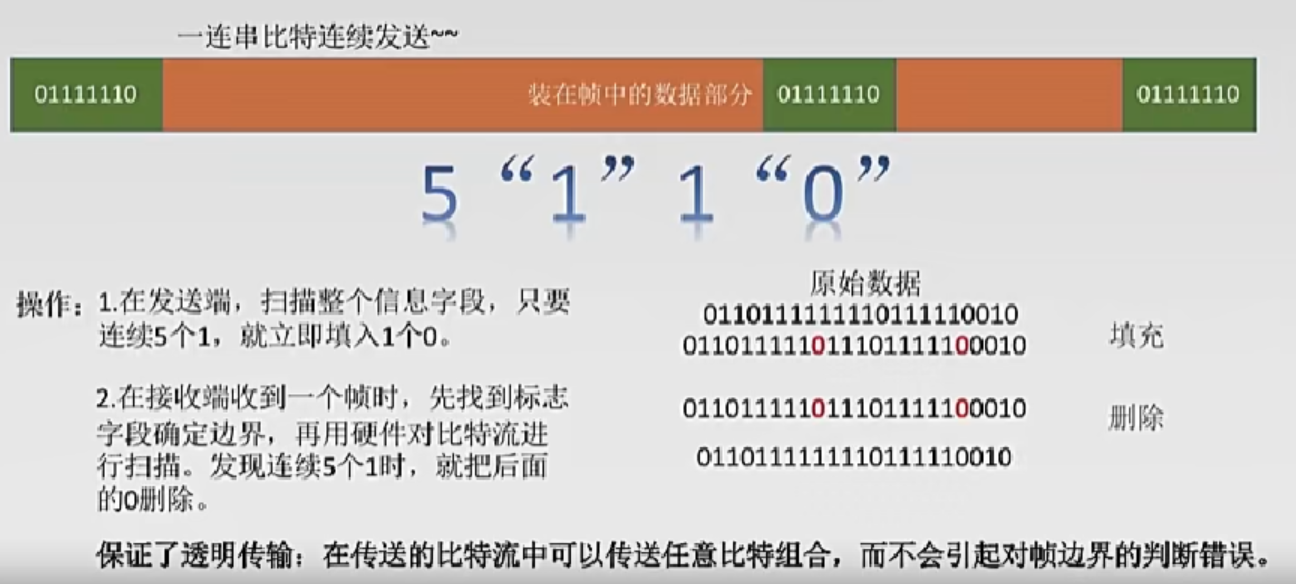 一连串比特连续发送~~
01111110 装在帧中的数据部分 01111110 01111110
5 “1” 1 “0”
操作：1.在发送端，扫描整个信息字段，只要
连续5个1，就立即填入1个0。
2.在接收端收到一个帧时，先找到标志
字段确定边界，再用硬件对比特流进
行扫描。发现连续5个1时，就把后面
的0删除。
原始数据
0110111111110111110010
011011111011101111100010
填充
011011111011101111100010
删除
0110111111110111110010
保证了透明传输：在传送的比特流中可以传送任意比特组合，而不会引起对帧边界的判断错误。